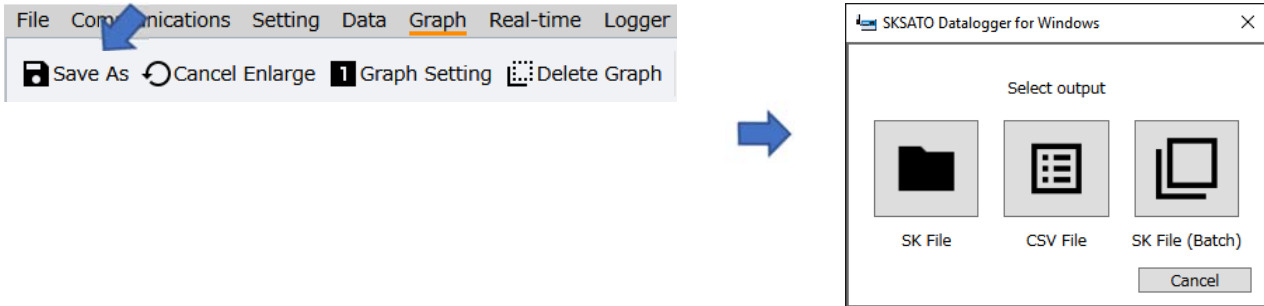 File Communications Setting Data Graph Real-time Logger
Save As Cancel Enlarge 1 Graph Setting Delete Graph
SKSATO Datalogger for Windows
Select output
SK File CSV File SK File (Batch)
Cancel